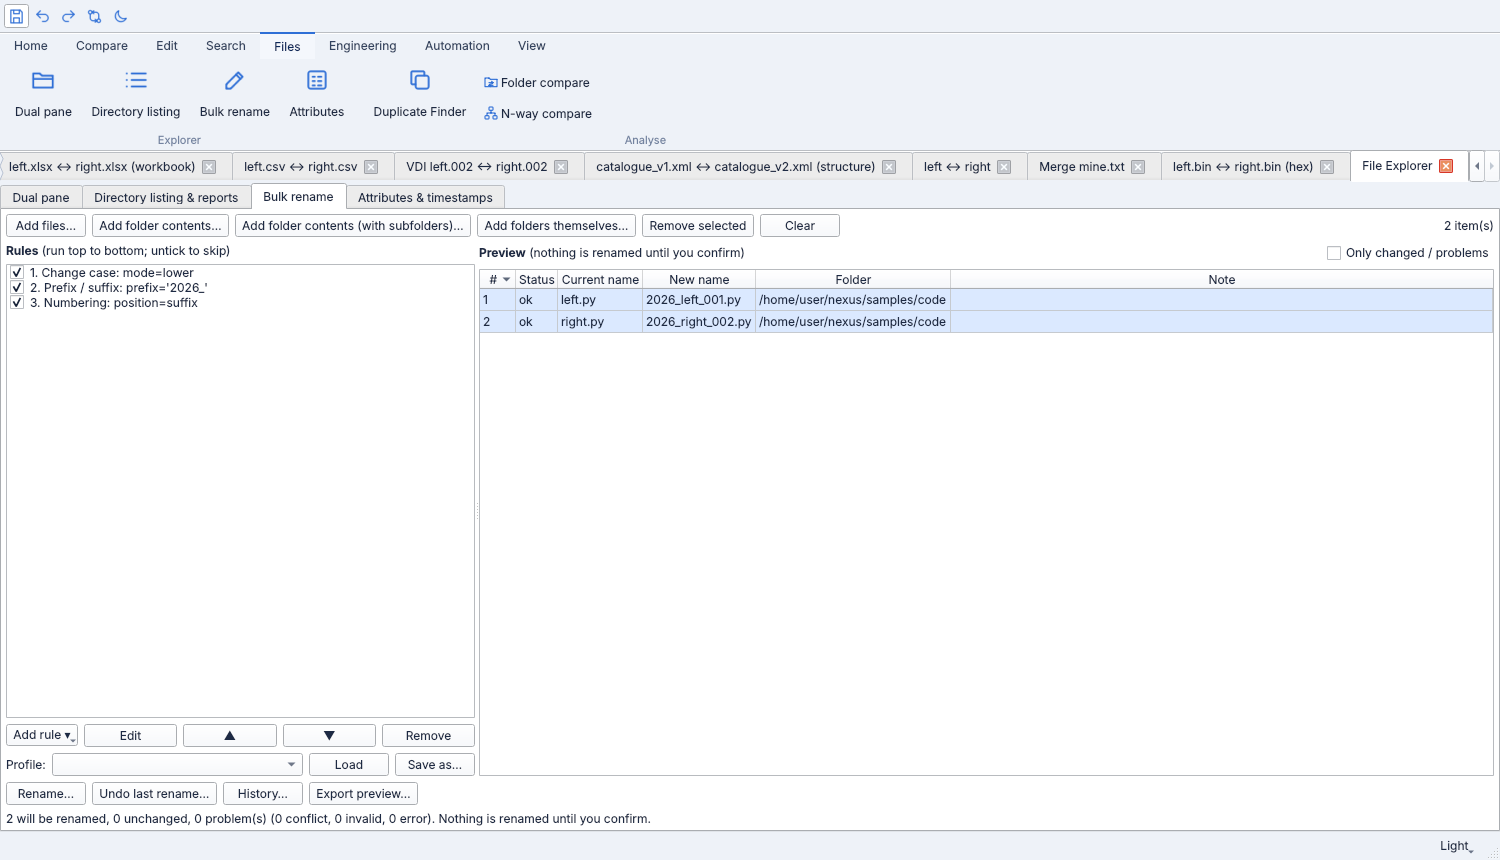 Home Compare Edit Search Files Engineering Automation View
Dual pane Directory listing Bulk rename Attributes Duplicate Finder Folder compare
N-way compare
Explorer Analyse
left.xlsx ↔ right.xlsx (workbook) left.csv ↔ right.csv VDI left.002 ↔ right.002 catalogue_v1.xml ↔ catalogue_v2.xml (structure) left ↔ right Merge mine.txt left.bin ↔ right.bin (hex) File Explorer
Dual pane Directory listing & reports Bulk rename Attributes & timestamps
Add files... Add folder contents... Add folder contents (with subfolders)... Add folders themselves... Remove selected Clear 2 item(s)
Rules (run top to bottom; untick to skip)
1. Change case: mode=lower
2. Prefix / suffix: prefix='2026_'
3. Numbering: position=suffix
Preview (nothing is renamed until you confirm) Only changed / problems
# Status Current name New name Folder Note
1 ok left.py 2026_left_001.py /home/user/nexus/samples/code
2 ok right.py 2026_right_002.py /home/user/nexus/samples/code
Add rule ▾ Edit ▲ ▼ Remove
Profile: Load Save as...
Rename... Undo last rename... History... Export preview...
2 will be renamed, 0 unchanged, 0 problem(s) (0 conflict, 0 invalid, 0 error). Nothing is renamed until you confirm.
Light